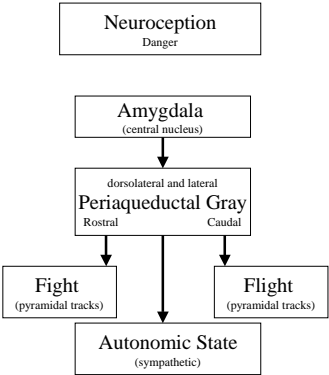 Neuroception
Danger
Amygdala
(central nucleus)
dorsolateral and lateral
Periaqueductal Gray
Rostral Caudal
Fight
(pyramidal tracks)
Flight
(pyramidal tracks)
Autonomic State
(sympathetic)